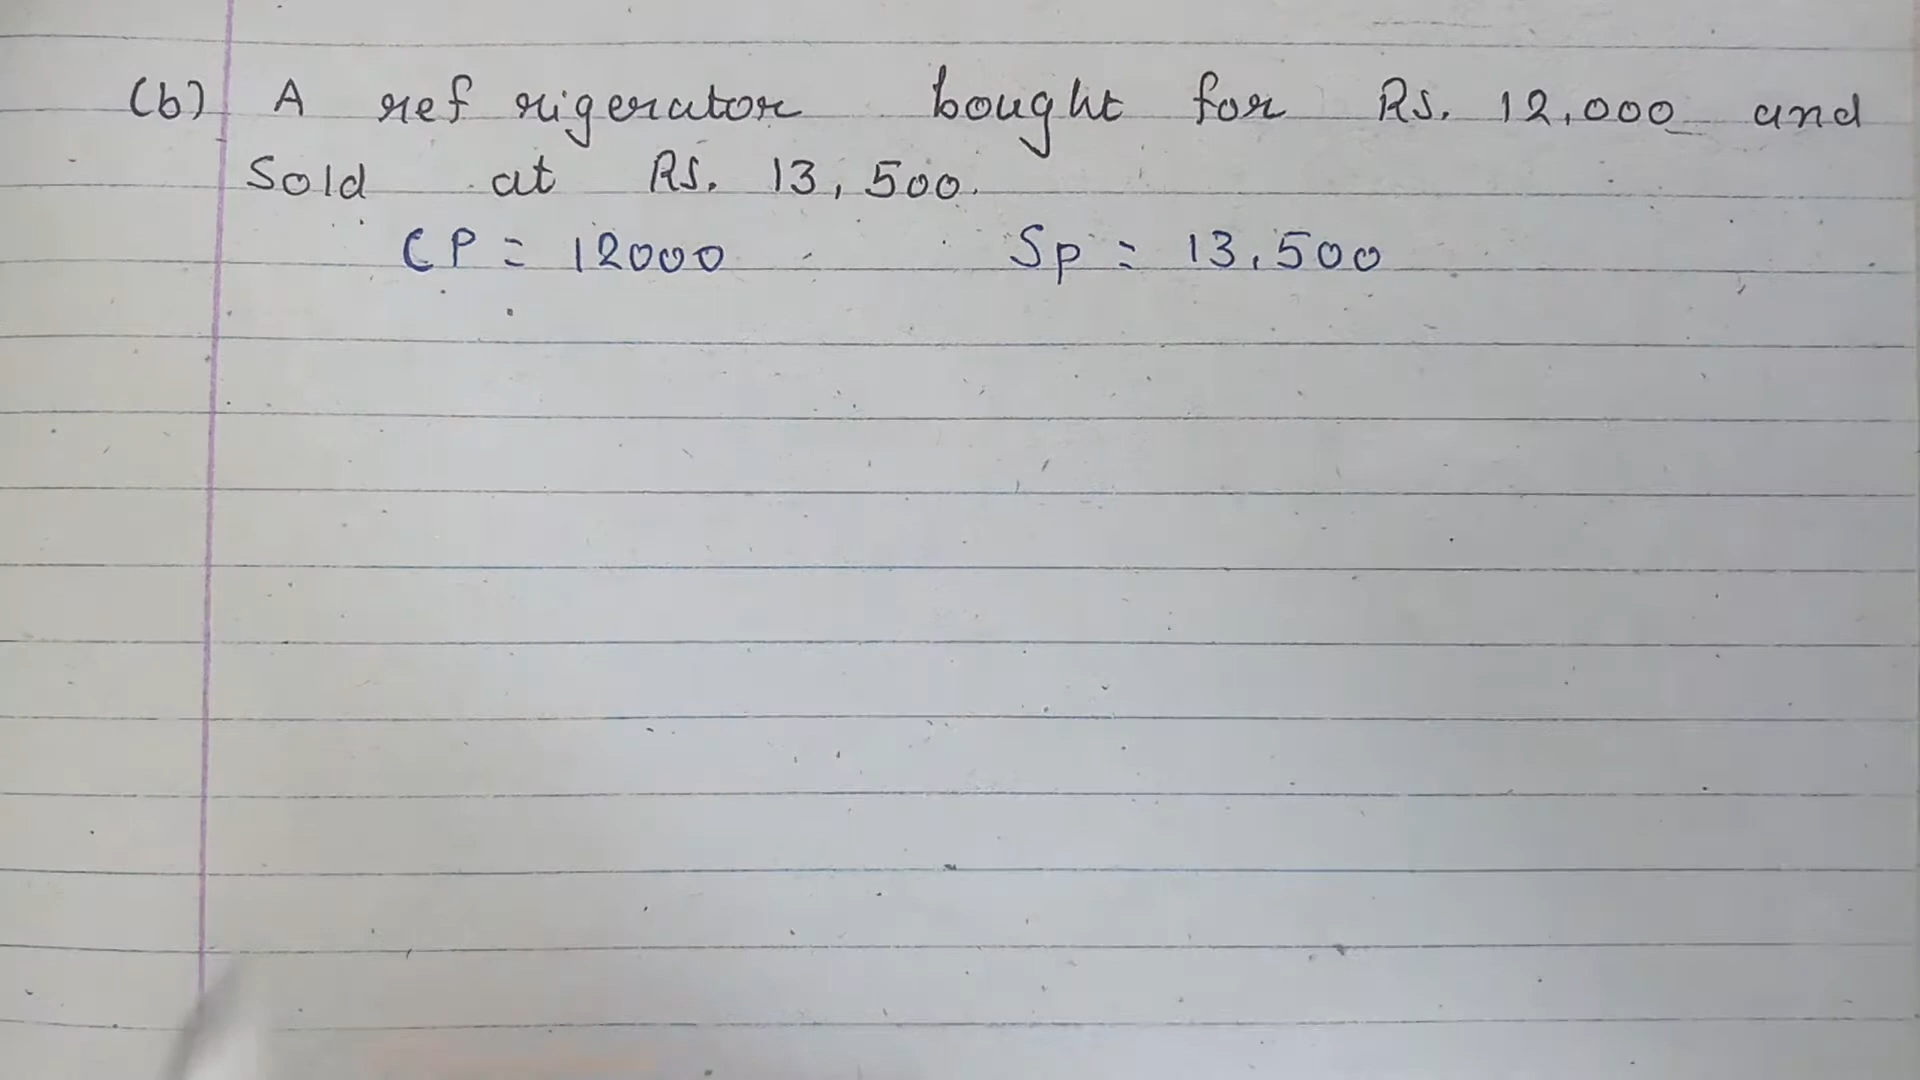 (b) A refrigerator bought for Rs. 12,000 and
Sold at Rs. 13,500.
CP = 12000 Sp = 13,500